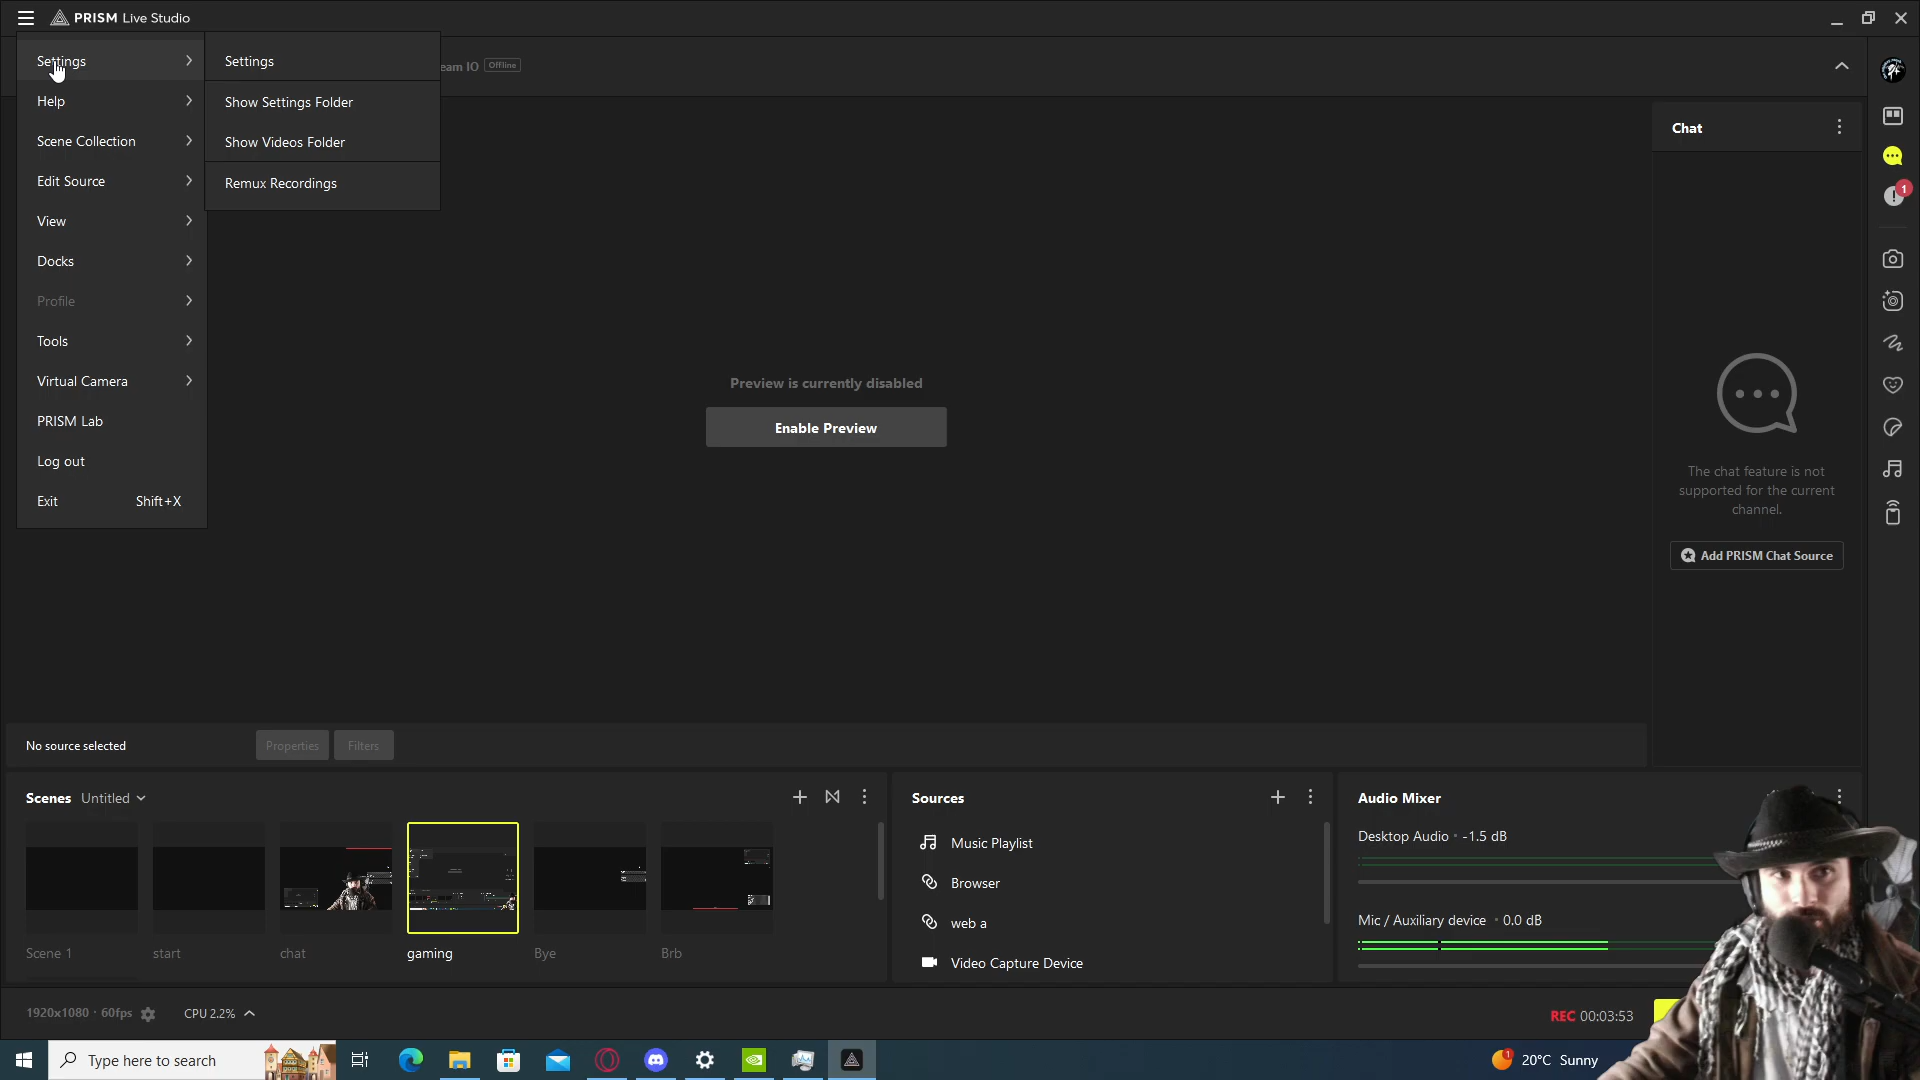 PRISM Live Studio
Settings
Settings
eam IO Offline
Help
Show Settings Folder
Scene Collection
Show Videos Folder
Edit Source
Remux Recordings
View
Docks
Profile
Tools
Virtual Camera
PRISM Lab
Log out
Exit Shift+X
Chat
1
Preview is currently disabled
Enable Preview
The chat feature is not
supported for the current
channel.
Add PRISM Chat Source
No source selected
Properties
Filters
Scenes Untitled
Scene 1
start
chat
gaming
Bye
Brb
Sources
Music Playlist
Browser
web a
Video Capture Device
Audio Mixer
Desktop Audio · -1.5 dB
Mic / Auxiliary device · 0.0 dB
1920x1080 · 60fps
CPU 2.2%
REC 00:03:53
Type here to search
1
20°C Sunny